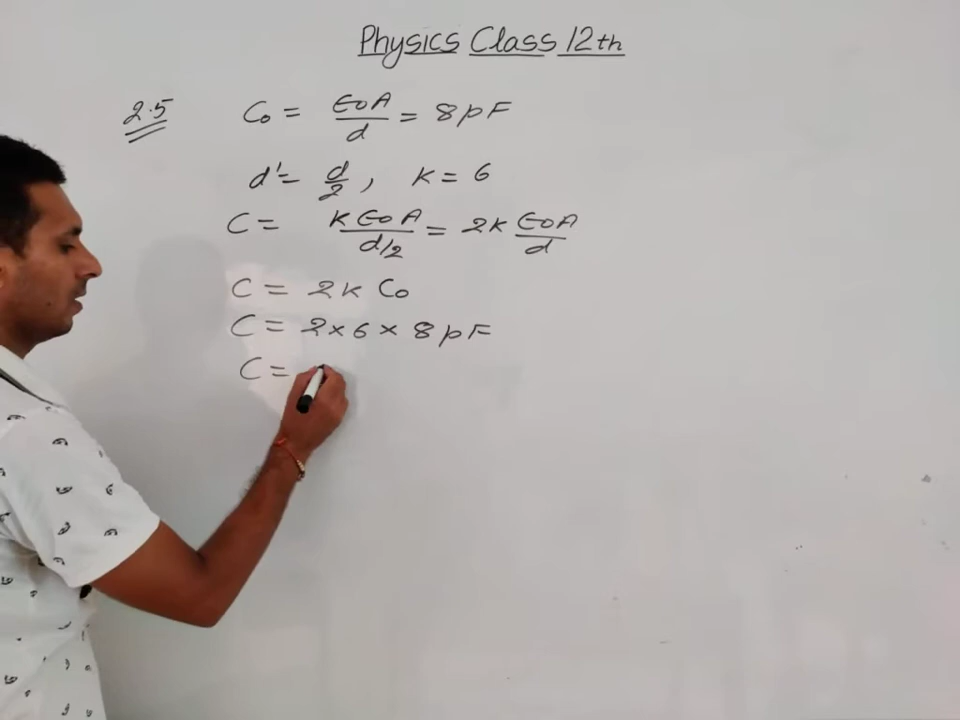 Physics Class 12th
2.5 C₀ = ϵ₀A/d = 8pF
d' = d/2, K = 6
C = Kϵ₀A/d/2 = 2K ϵ₀A/d
C = 2K C₀
C = 2×6×8pF
C =